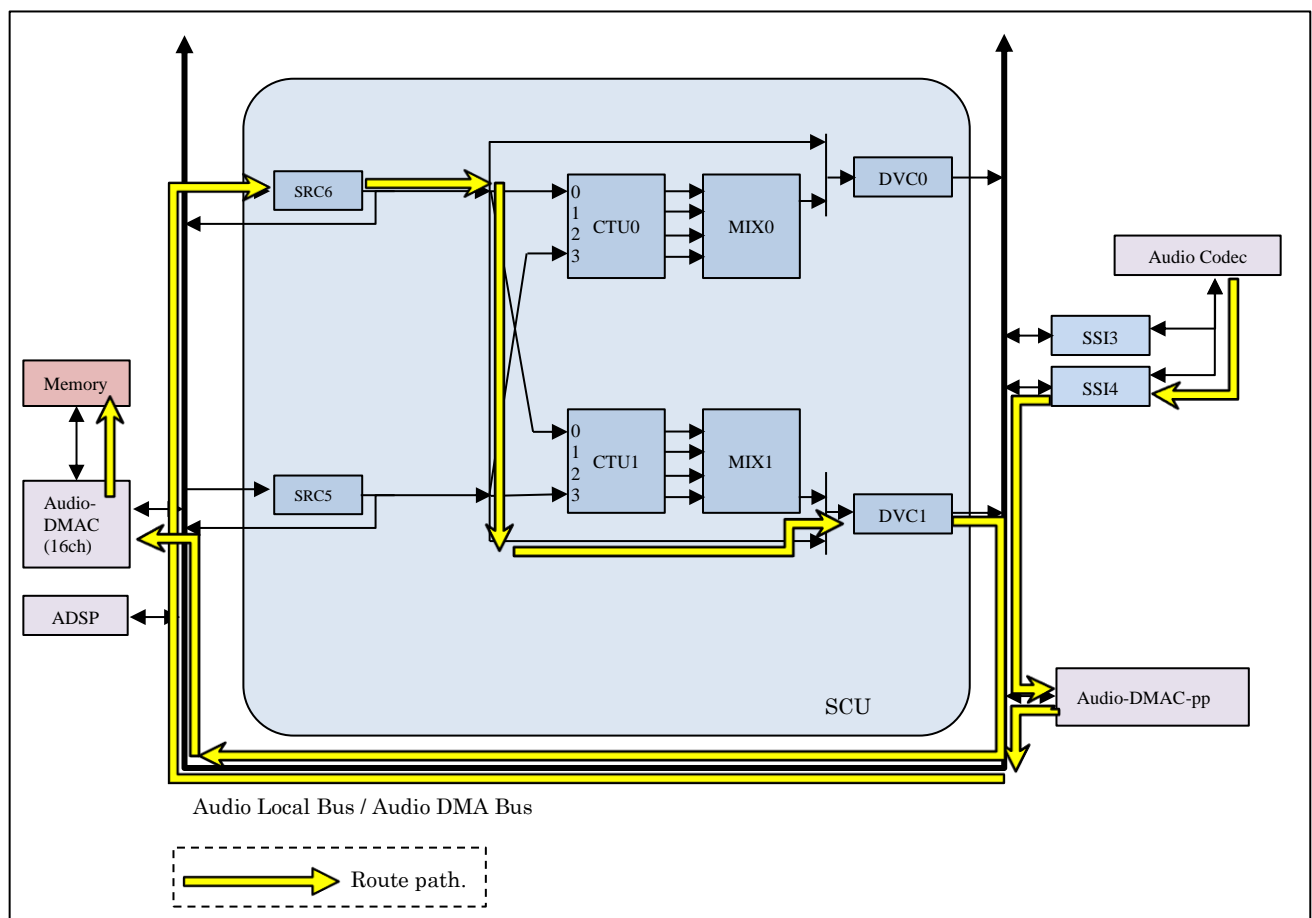 SRC6
0
1
2
3
CTU0
MIX0
DVC0
Audio Codec
SSI3
SSI4
Memory
Audio-
DMAC
(16ch)
ADSP
SRC5
0
1
2
3
CTU1
MIX1
DVC1
Audio-DMAC-pp
SCU
Audio Local Bus / Audio DMA Bus
Route path.